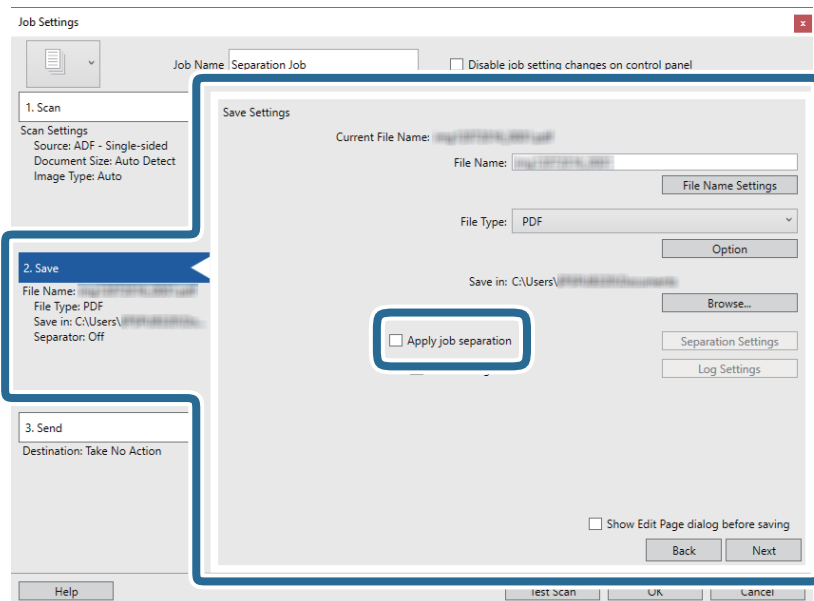 Job Settings
Job Name Separation Job
Disable job setting changes on control panel
1. Scan
Scan Settings
Source: ADF - Single-sided
Document Size: Auto Detect
Image Type: Auto
2. Save
File Name:
File Type: PDF
Save in: C:\Users\
Separator: Off
3. Send
Destination: Take No Action
Save Settings
Current File Name:
File Name:
File Name Settings
File Type: PDF
Option
Save in: C:\Users\
Browse...
Apply job separation
Separation Settings
Log Settings
Show Edit Page dialog before saving
Back
Next
Help
Test Scan
OK
Cancel